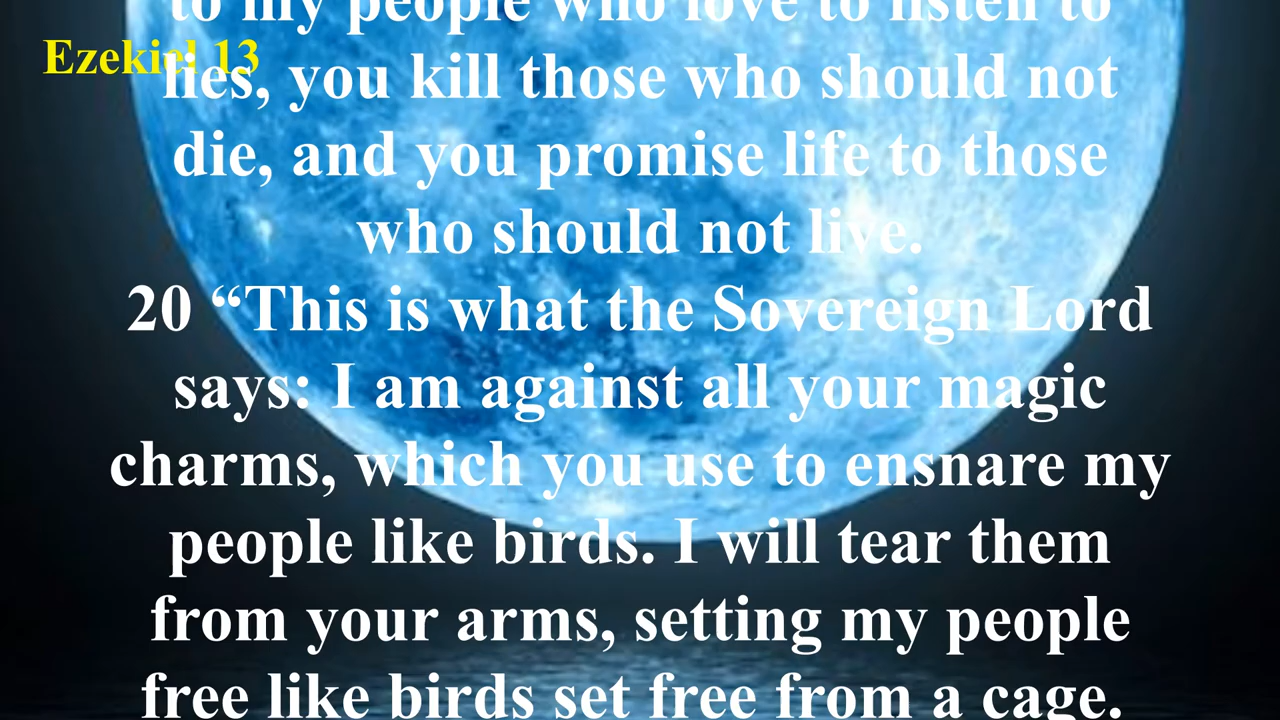 to my people who love to listen to
Ezekiel 13
lies, you kill those who should not
die, and you promise life to those
who should not live.
20 “This is what the Sovereign Lord
says: I am against all your magic
charms, which you use to ensnare my
people like birds. I will tear them
from your arms, setting my people
free like birds set free from a cage.